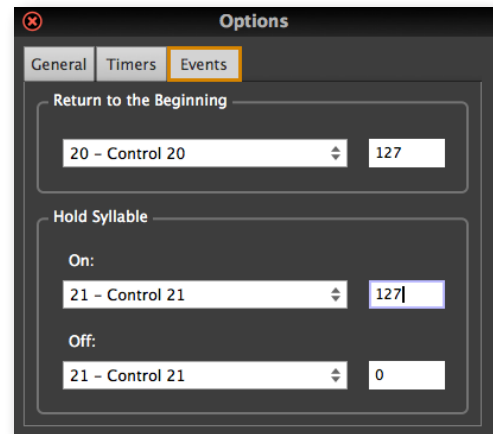 Options
General Timers Events
Return to the Beginning
20 – Control 20 127
Hold Syllable
On:
21 – Control 21 127
Off:
21 – Control 21 0